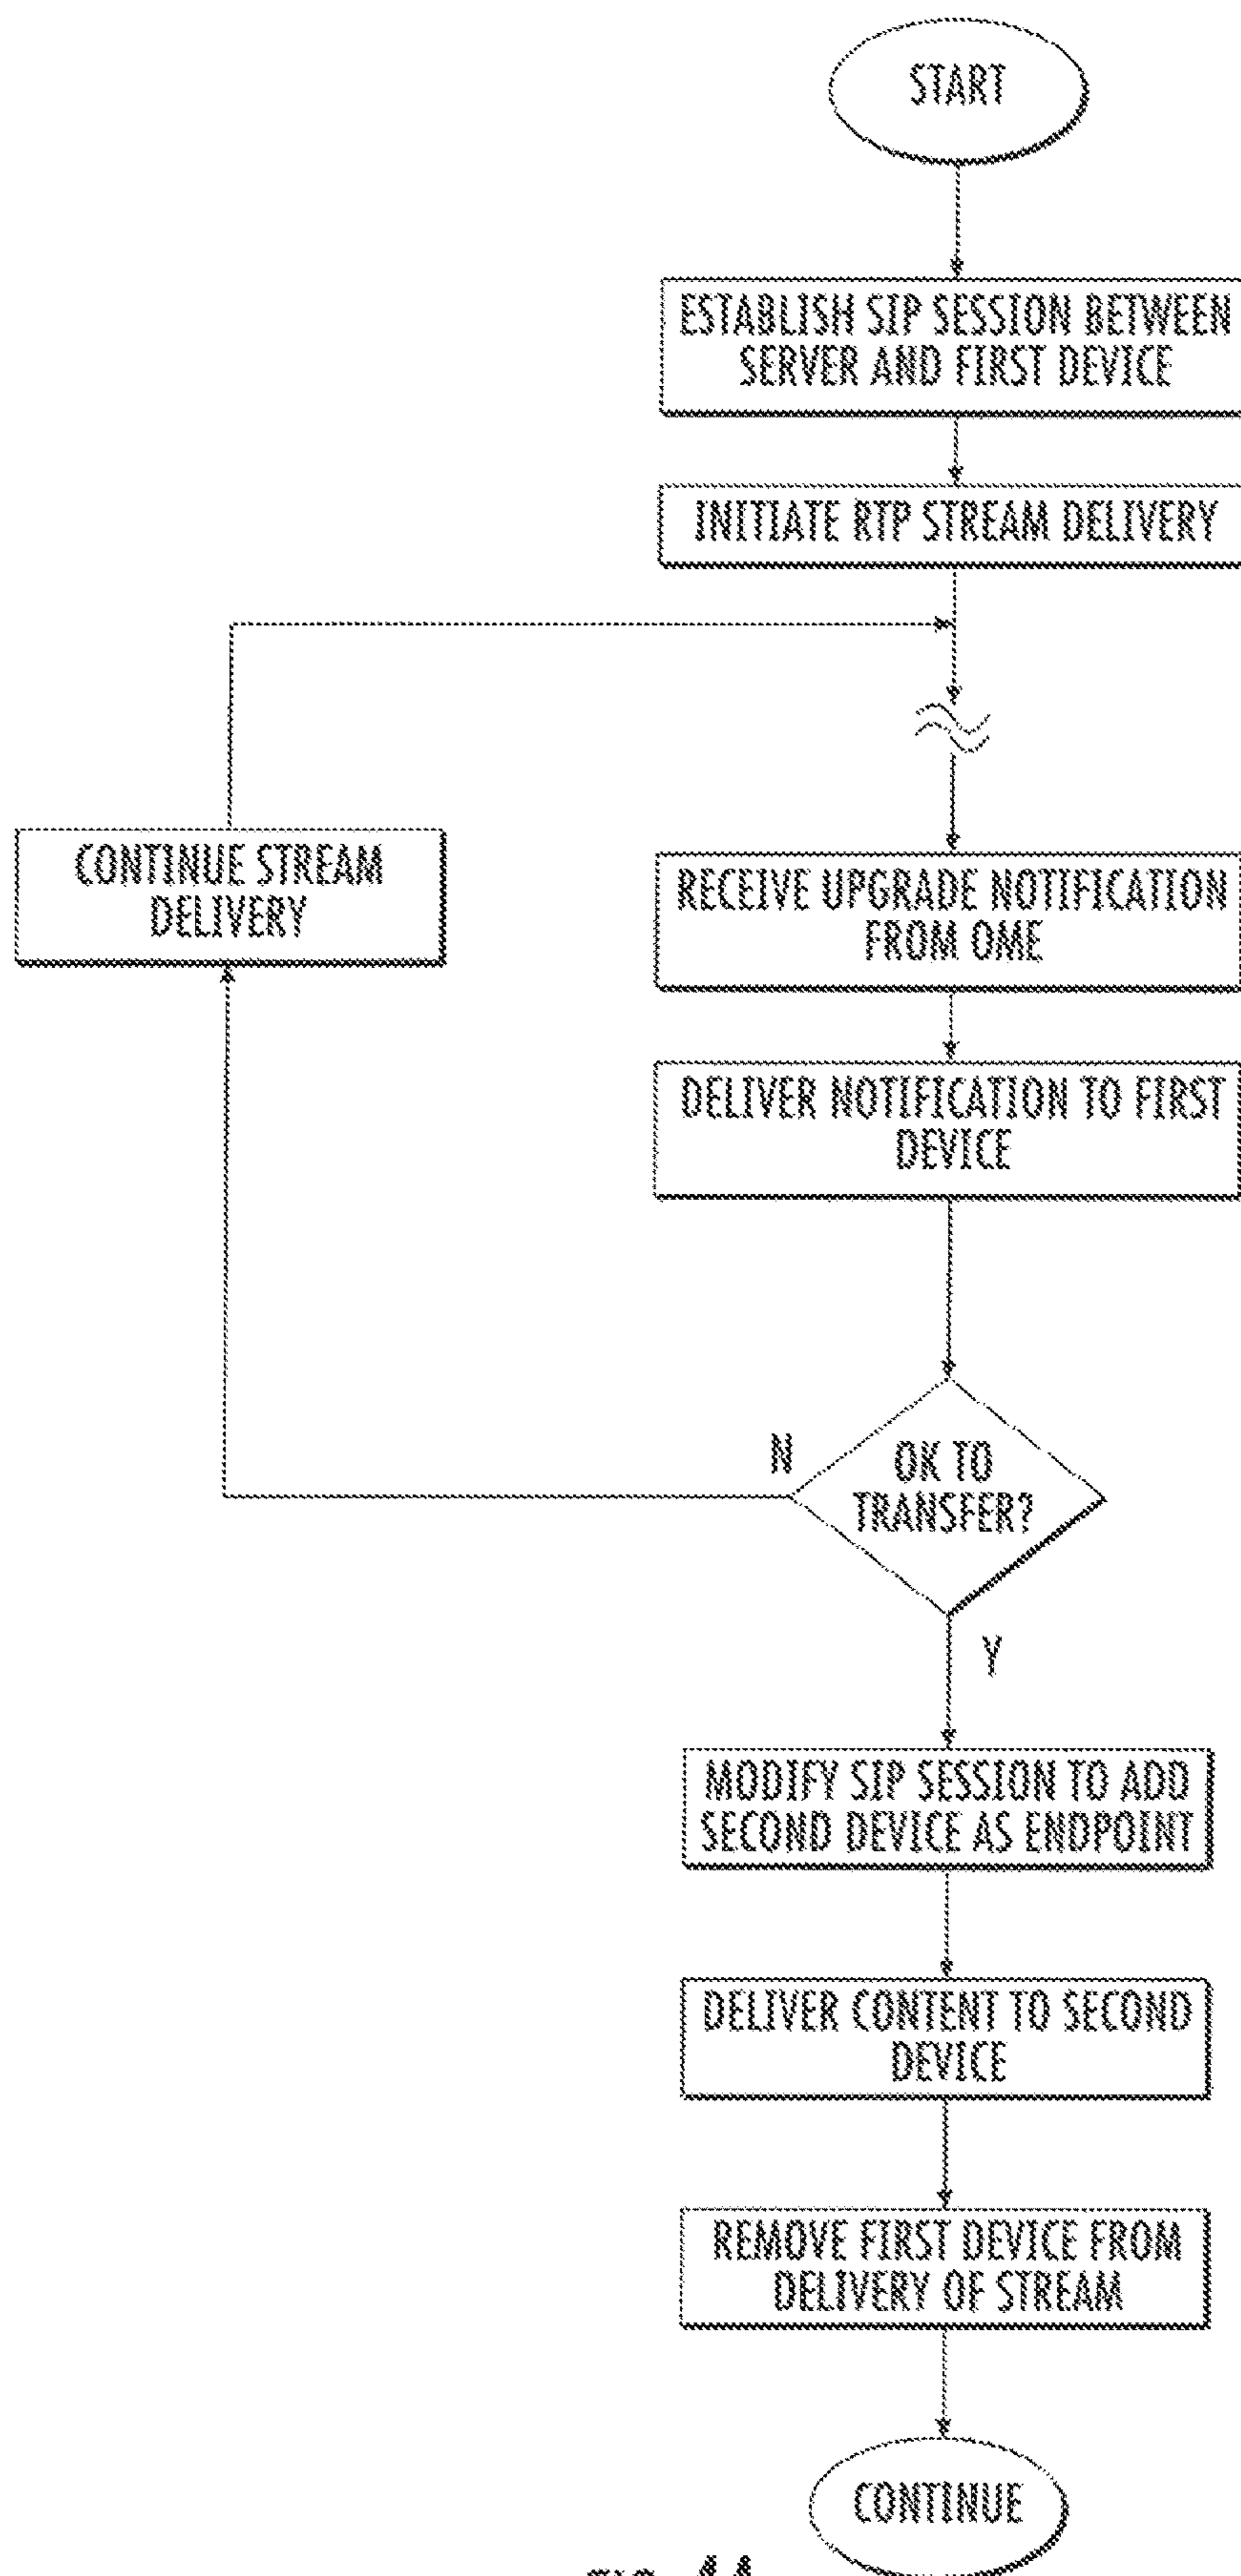 START
ESTABLISH SIP SESSION BETWEEN
SERVER AND FIRST DEVICE
INITIATE RTP STREAM DELIVERY
CONTINUE STREAM
DELIVERY
RECEIVE UPGRADE NOTIFICATION
FROM OME
DELIVER NOTIFICATION TO FIRST
DEVICE
N
OK TO
TRANSFER?
Y
MODIFY SIP SESSION TO ADD
SECOND DEVICE AS ENDPOINT
DELIVER CONTENT TO SECOND
DEVICE
REMOVE FIRST DEVICE FROM
DELIVERY OF STREAM
CONTINUE